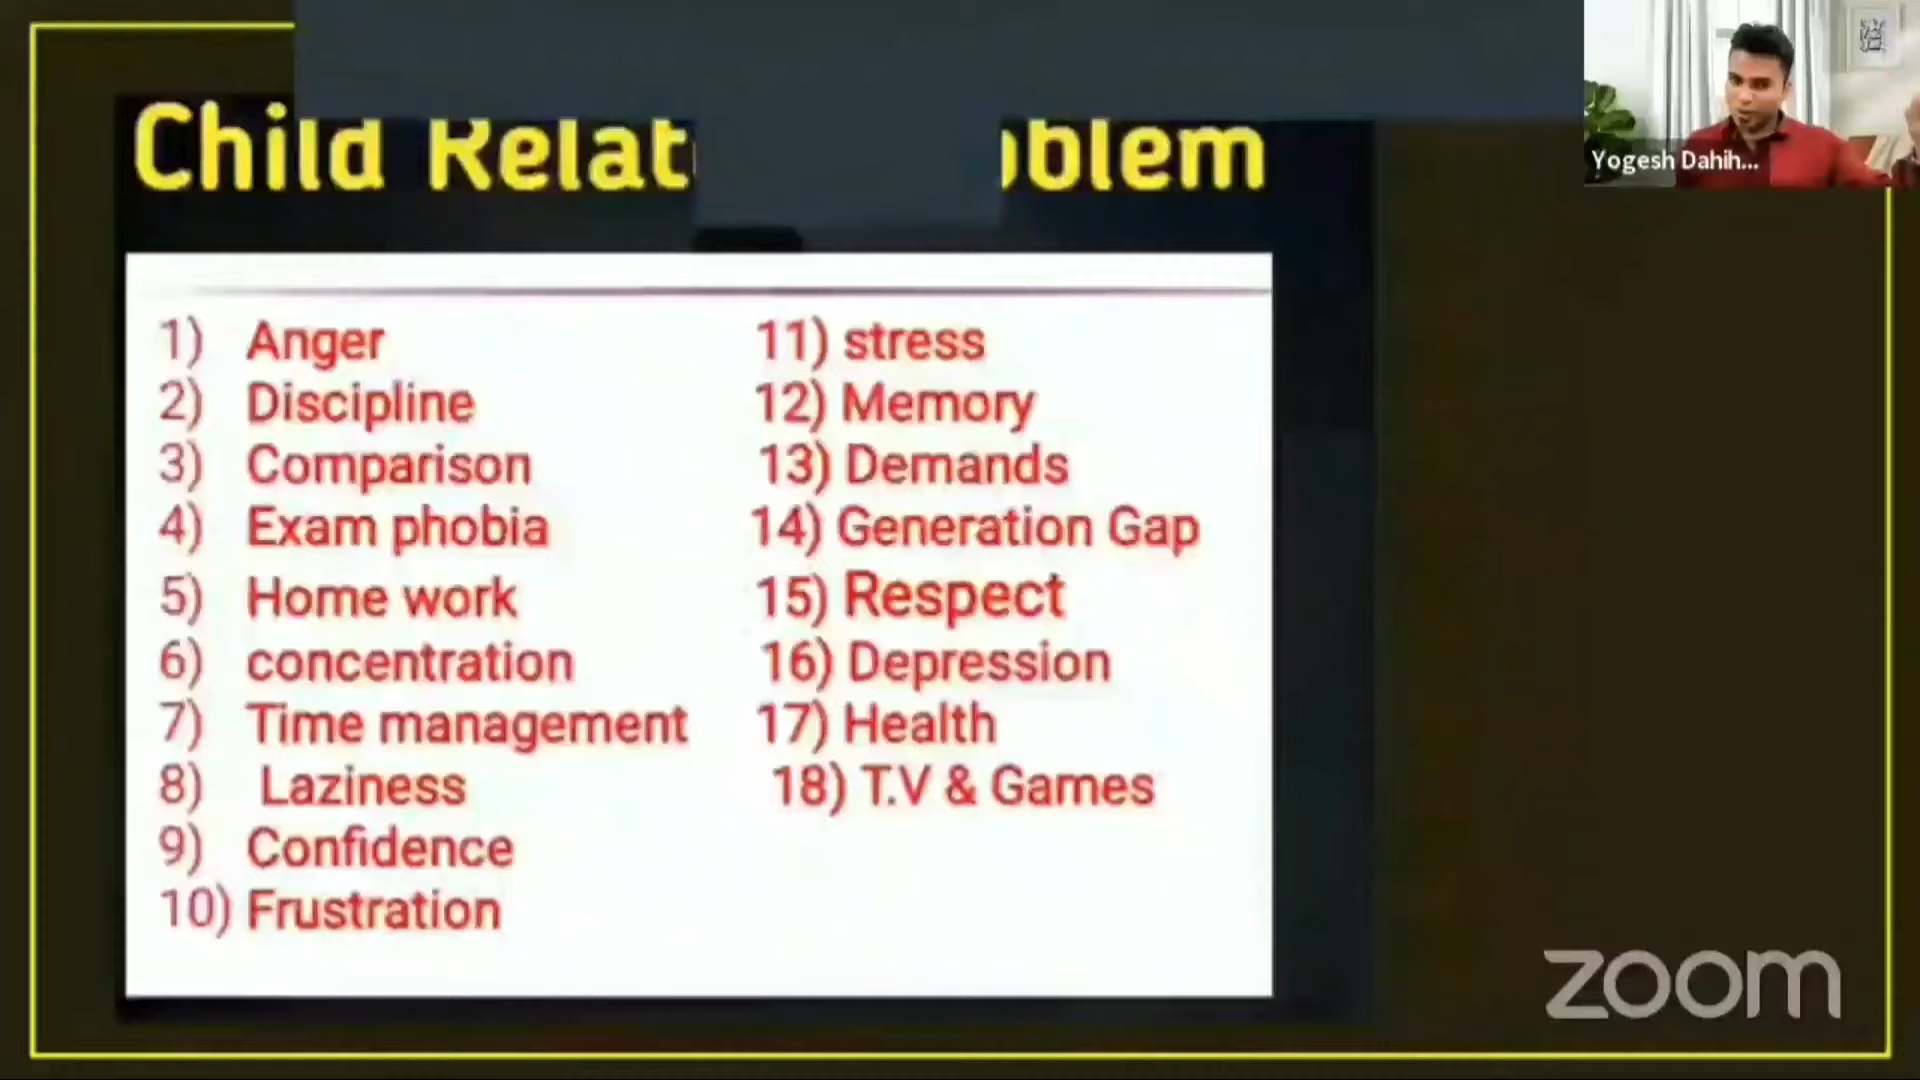 Child
Yogesh Dahih...
1) Anger
2) Discipline
3) Comparison
4) Exam phobia
5) Home work
6) concentration
7) Time management
8) Laziness
9) Confidence
10) Frustration
11) stress
12) Memory
13) Demands
14) Generation Gap
15) Respect
16) Depression
17) Health
18) T.V & Games
zoom